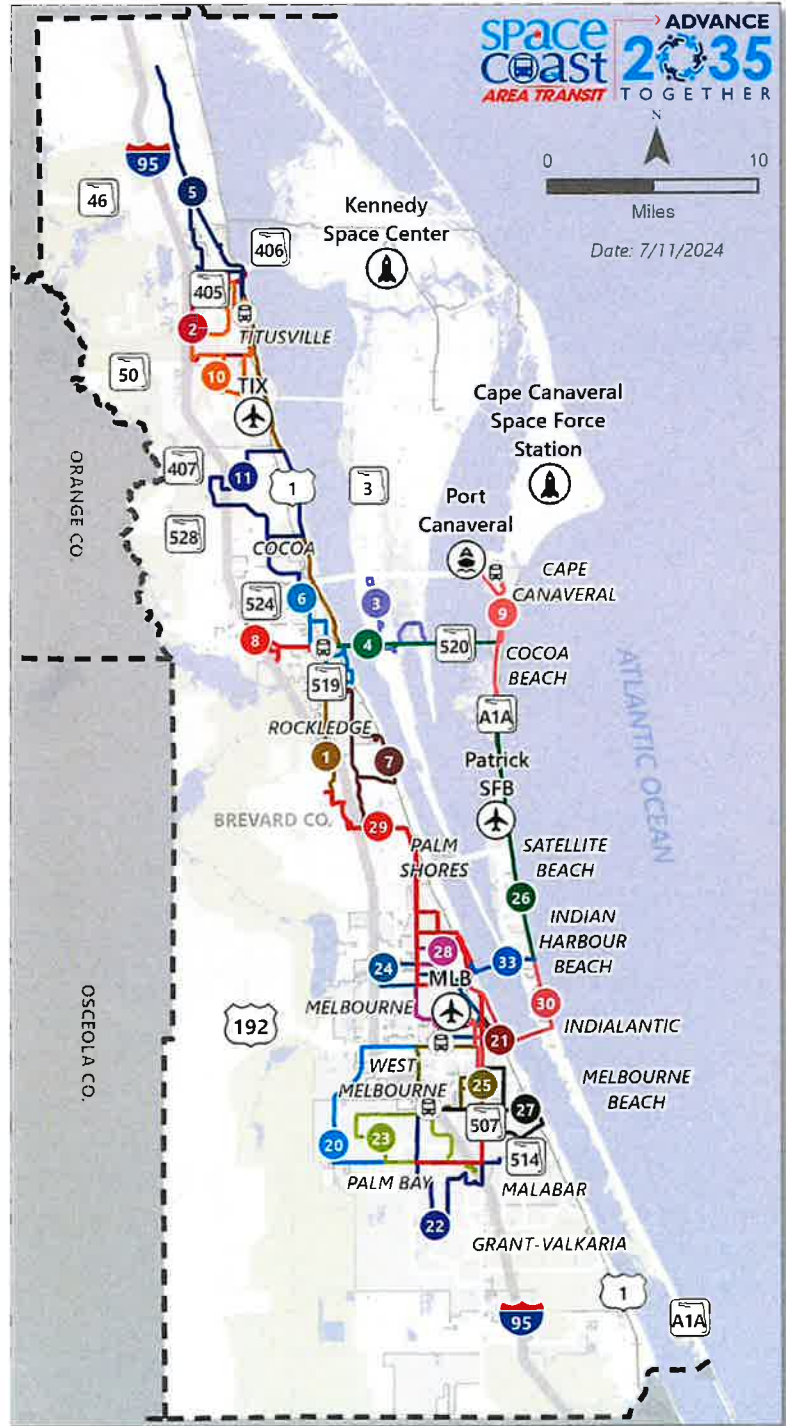 space
coast
AREA TRANSIT
ADVANCE
2035
TOGETHER
N
0 10
Miles
Date: 7/11/2024
95
46
5
406
Kennedy
Space Center
405
2
TITUSVILLE
50
10
TIX
Cape Canaveral
Space Force
Station
ORANGE CO.
407
11
1
3
528
Port
Canaveral
COCOA
CAPE
CANAVERAL
524
6
3
9
8
4
520
COCOA
BEACH
519
A1A
ATLANTIC OCEAN
ROCKLEDGE
1
7
Patrick
SFB
BREVARD CO.
29
PALM
SHORES
SATELLITE
BEACH
26
INDIAN
HARBOUR
BEACH
28
24
33
MLB
OSCEOLA CO.
MELBOURNE
30
192
INDIALANTIC
21
WEST
MELBOURNE
25
MELBOURNE
BEACH
27
507
20
23
514
PALM BAY
MALABAR
22
GRANT-VALKARIA
1
95
A1A